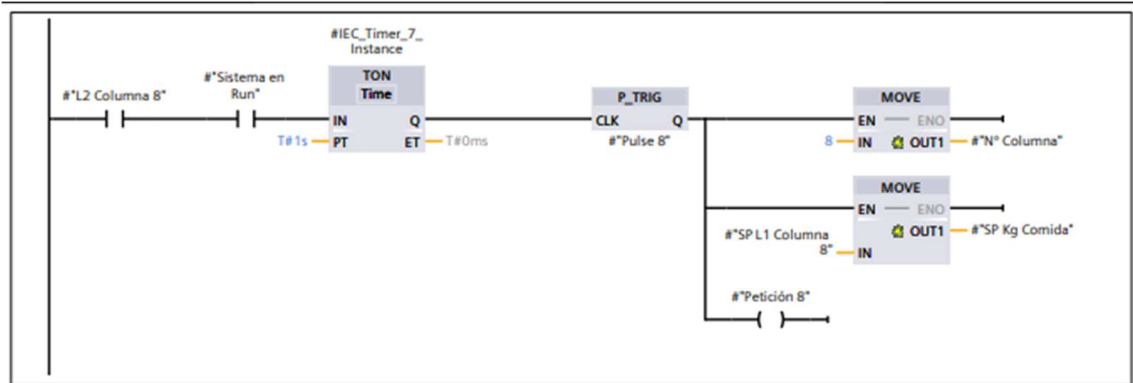 #IEC_Timer_7_
Instance
#"L2 Columna 8"
#"Sistema en
Run"
TON
Time
IN Q
T#1s PT ET T#0ms
P_TRIG
CLK Q
#"Pulse 8"
MOVE
EN ENO
8 IN OUT1 #"Nº Columna"
MOVE
EN ENO
OUT1 #"SP Kg Comida"
#"SP L1 Columna
8" IN
#"Petición 8"